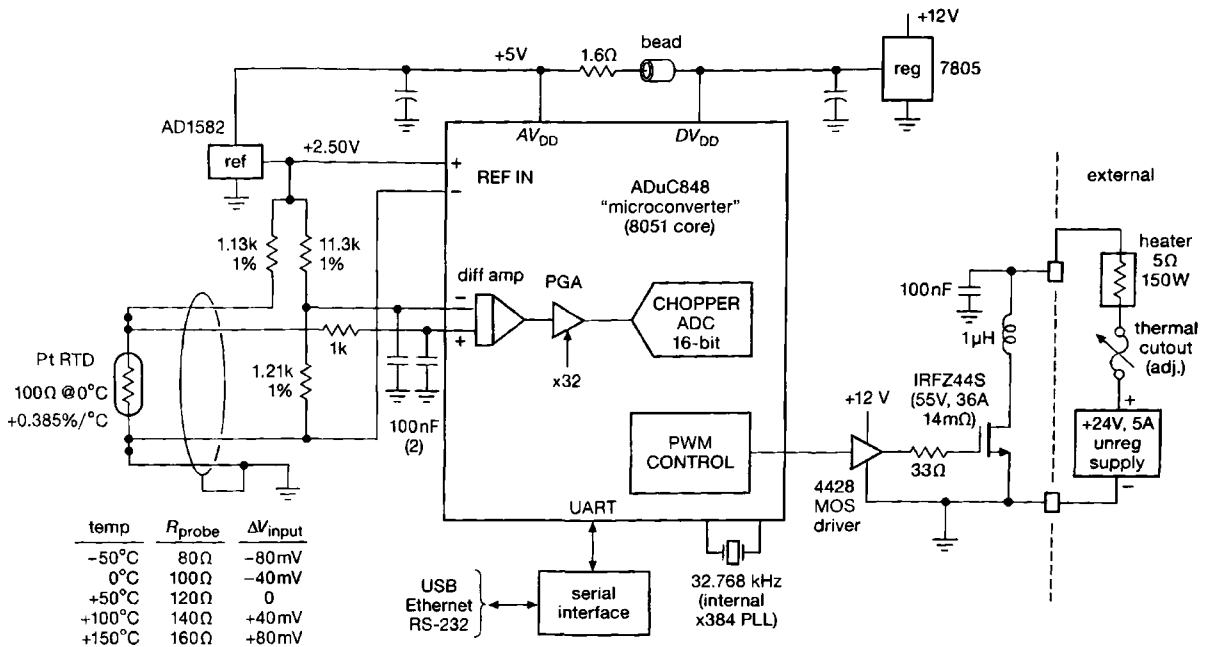 +12V
+5V
1.6Ω
bead
reg
7805
AD1582
ref
+2.50V
AVDD
DVDD
+
−
REF IN
ADuC848
"microconverter"
(8051 core)
external
1.13k
1%
11.3k
1%
diff amp
PGA
−
+
x32
CHOPPER
ADC
16-bit
heater
5Ω
150W
100nF
1µH
thermal
cutout
(adj.)
Pt RTD
100Ω @0°C
+0.385%/°C
1k
1.21k
1%
100nF
(2)
IRFZ44S
(55V, 36A
14mΩ)
+12 V
+
+24V, 5A
unreg
supply
−
PWM
CONTROL
33Ω
4428
MOS
driver
UART
temp Rprobe ΔVinput
−50°C 80Ω −80mV
0°C 100Ω −40mV
+50°C 120Ω 0
+100°C 140Ω +40mV
+150°C 160Ω +80mV
USB
Ethernet
RS-232
serial
interface
32.768 kHz
(internal
x384 PLL)